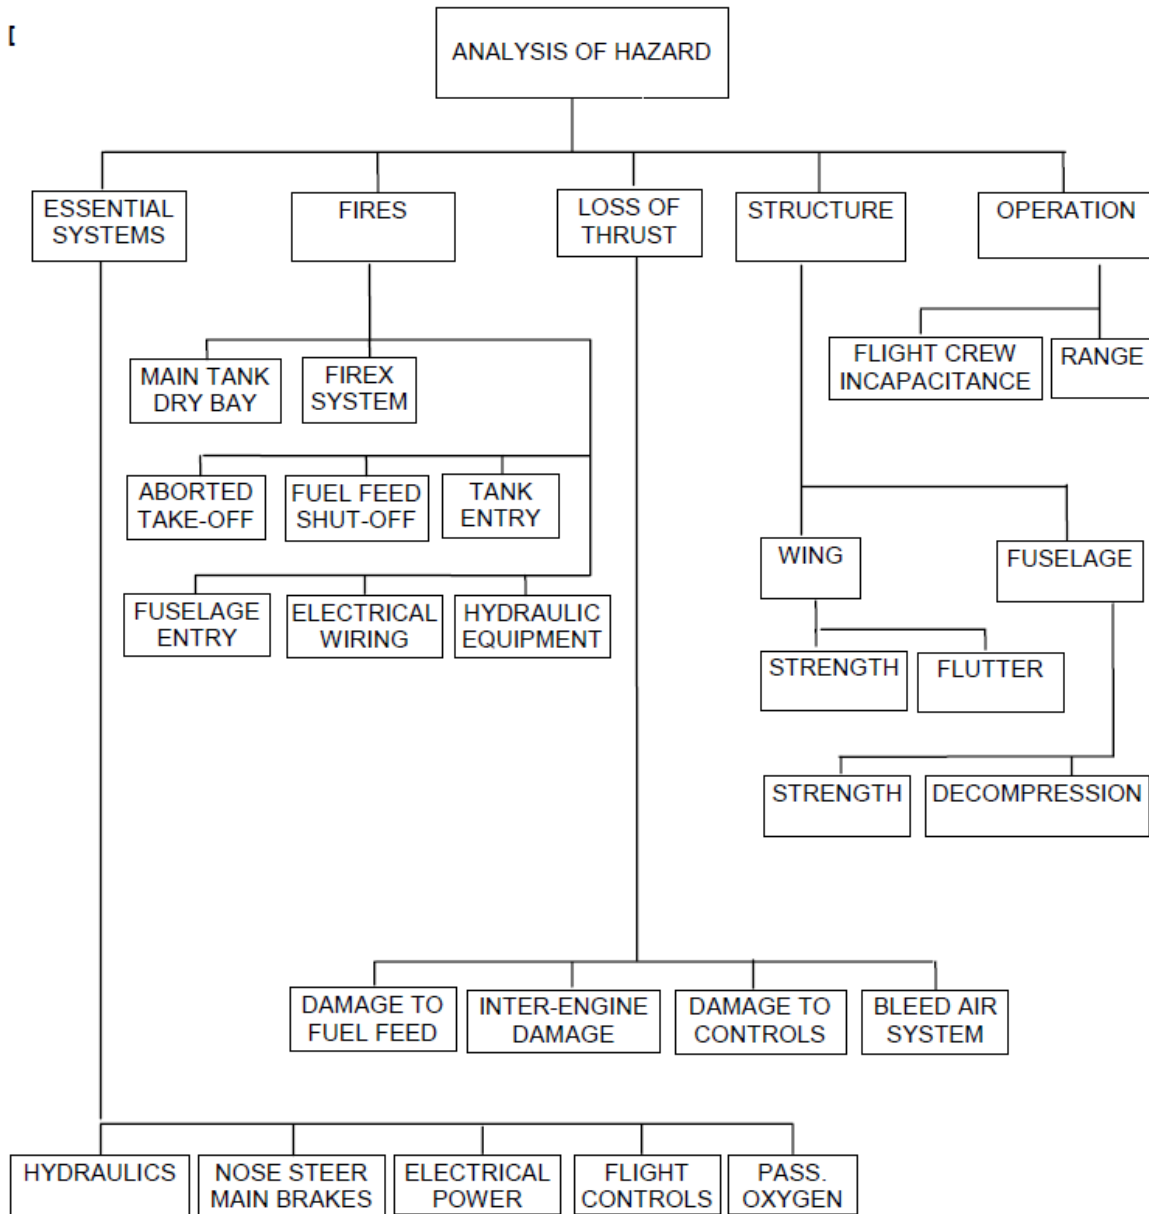 [
ANALYSIS OF HAZARD
ESSENTIAL
SYSTEMS
FIRES
LOSS OF
THRUST
STRUCTURE
OPERATION
MAIN TANK
DRY BAY
FIREX
SYSTEM
FLIGHT CREW
INCAPACITANCE
RANGE
ABORTED
TAKE-OFF
FUEL FEED
SHUT-OFF
TANK
ENTRY
WING
FUSELAGE
FUSELAGE
ENTRY
ELECTRICAL
WIRING
HYDRAULIC
EQUIPMENT
STRENGTH
FLUTTER
STRENGTH
DECOMPRESSION
DAMAGE TO
FUEL FEED
INTER-ENGINE
DAMAGE
DAMAGE TO
CONTROLS
BLEED AIR
SYSTEM
HYDRAULICS
NOSE STEER
MAIN BRAKES
ELECTRICAL
POWER
FLIGHT
CONTROLS
PASS.
OXYGEN